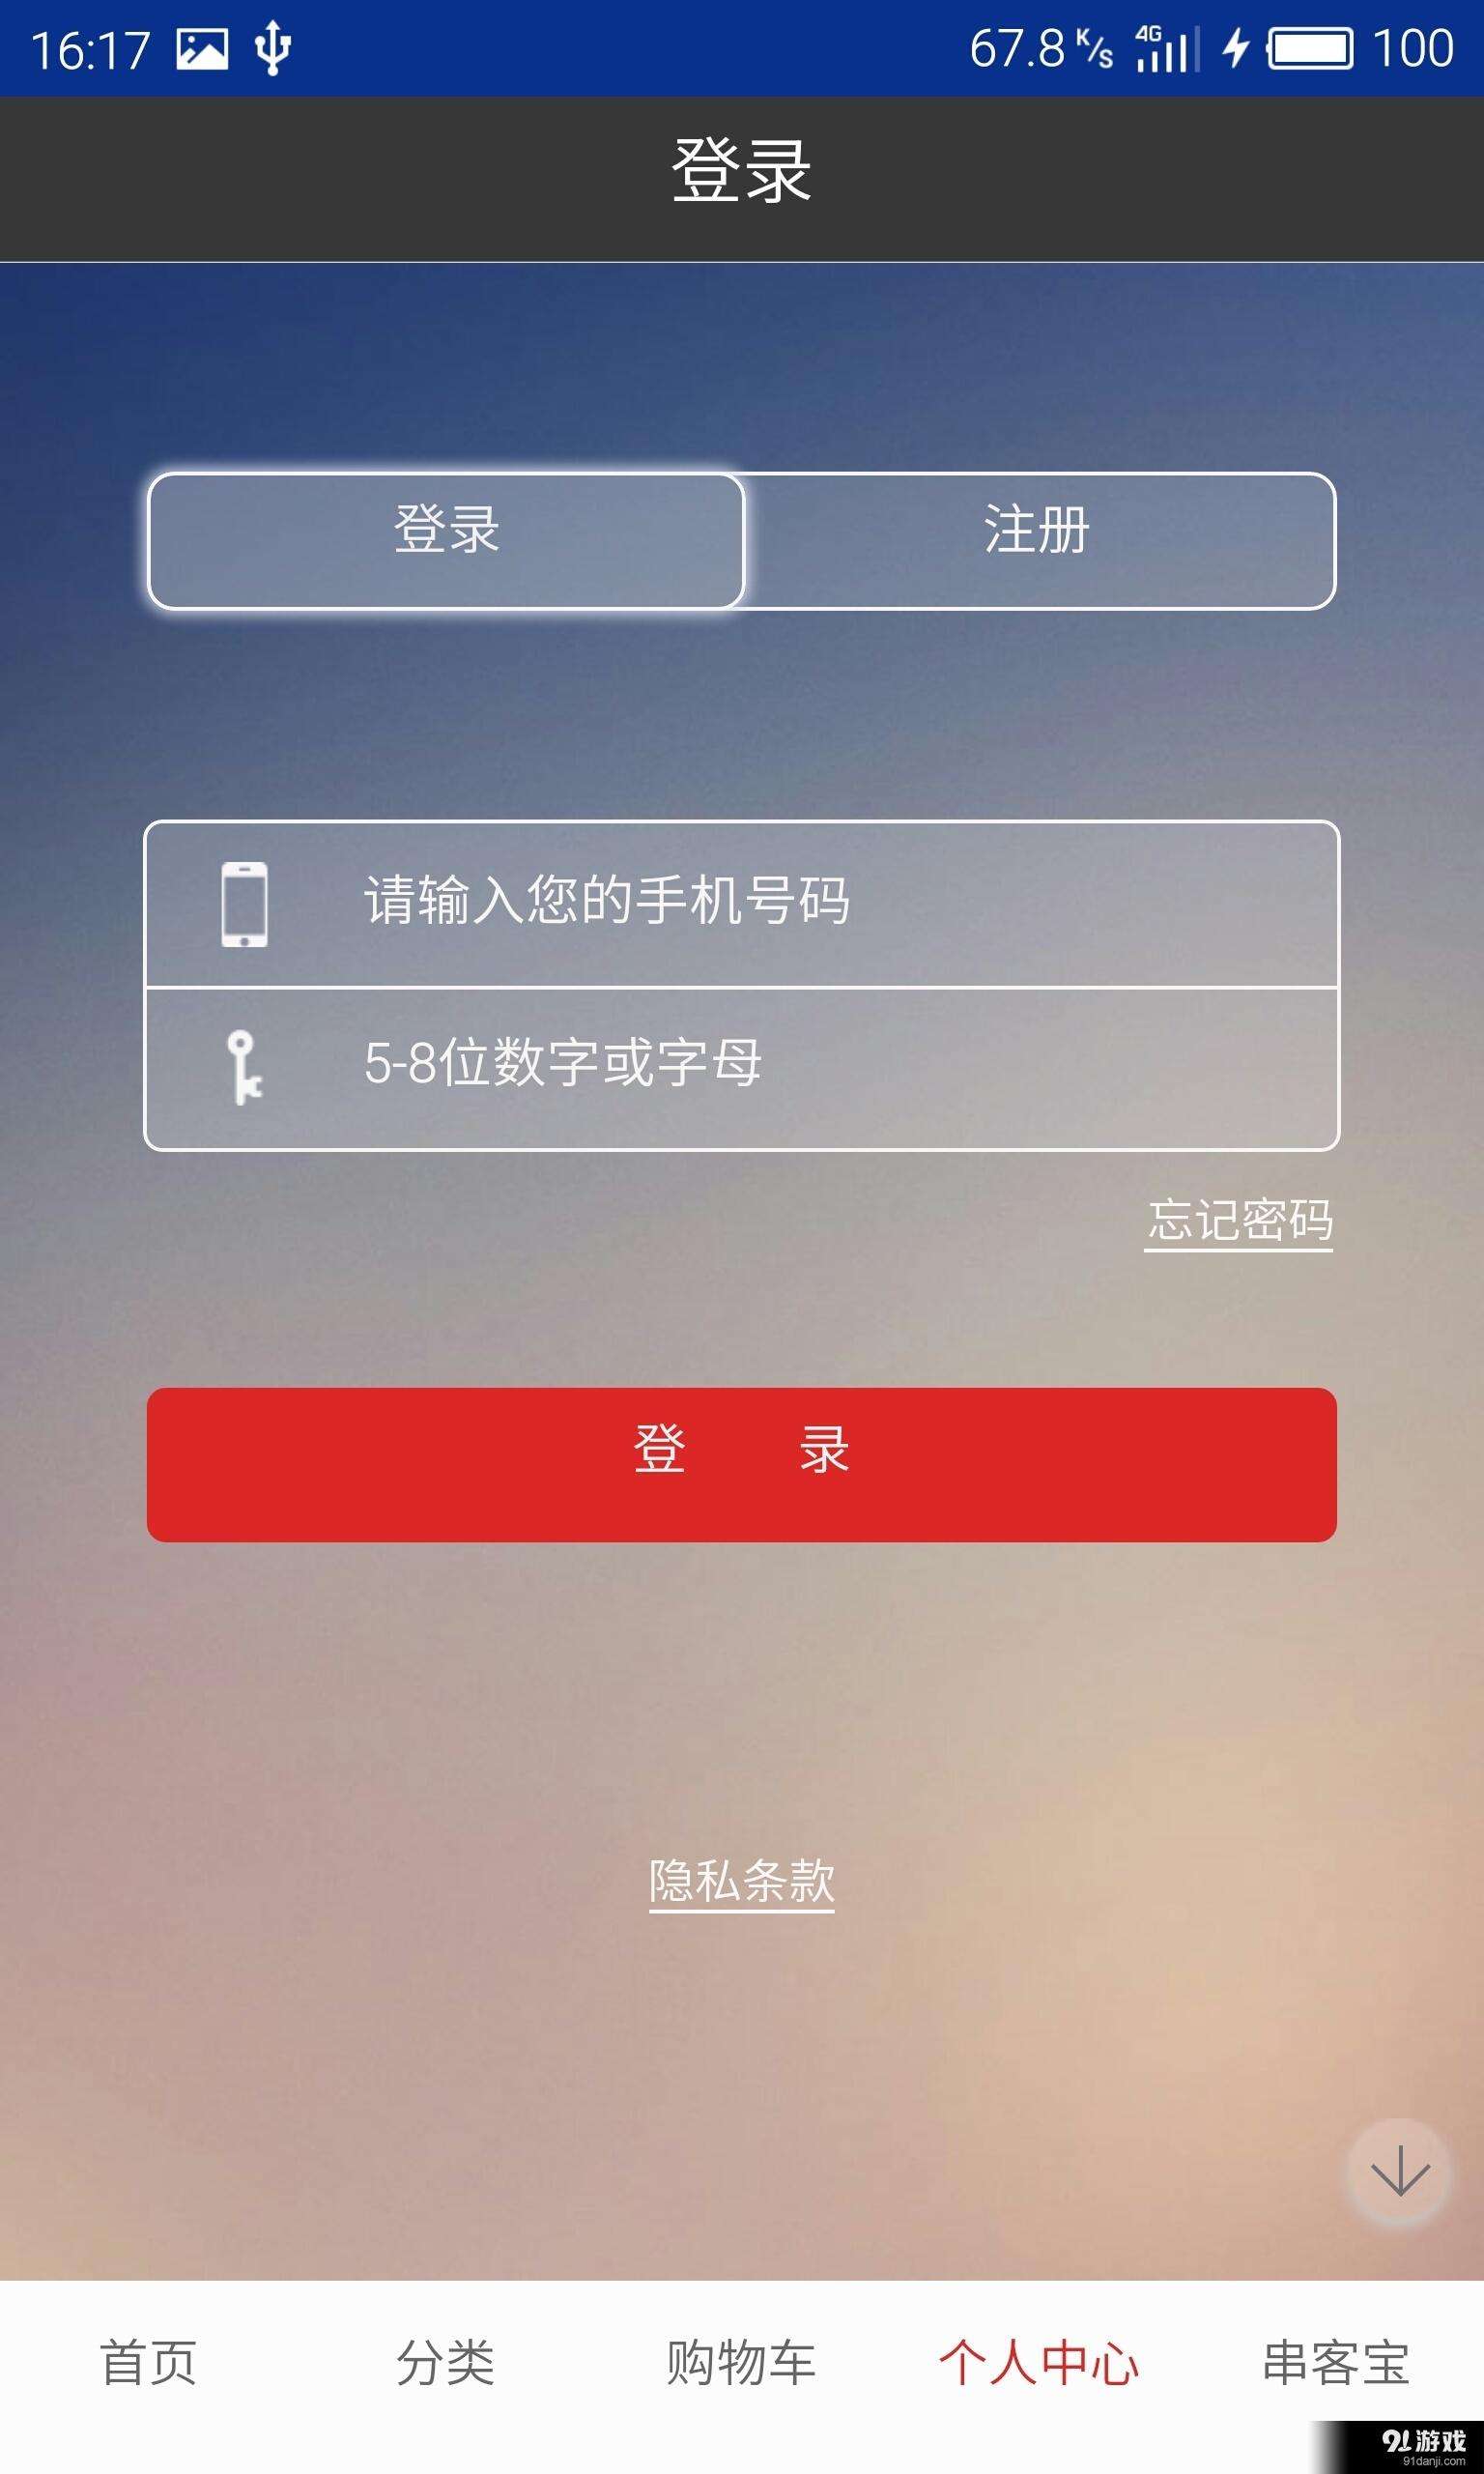 16:17 67.8 K/s 4G 100
登录
登录 注册
请输入您的手机号码
5-8位数字或字母
忘记密码
登 录
隐私条款
首页 分类 购物车 个人中心 串客宝
91游戏
91danji.com